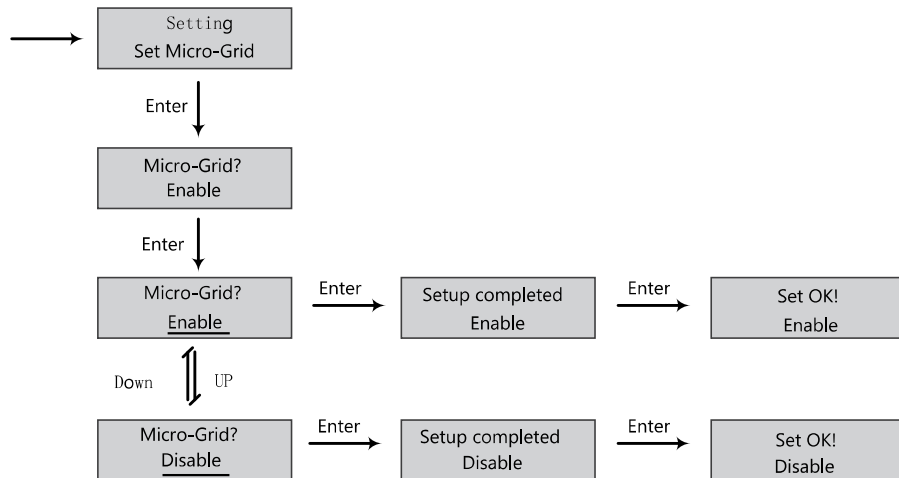 Setting
Set Micro-Grid
Enter
Micro-Grid?
Enable
Enter
Micro-Grid?
Enable
Enter
Setup completed
Enable
Enter
Set OK!
Enable
Down
UP
Micro-Grid?
Disable
Enter
Setup completed
Disable
Enter
Set OK!
Disable